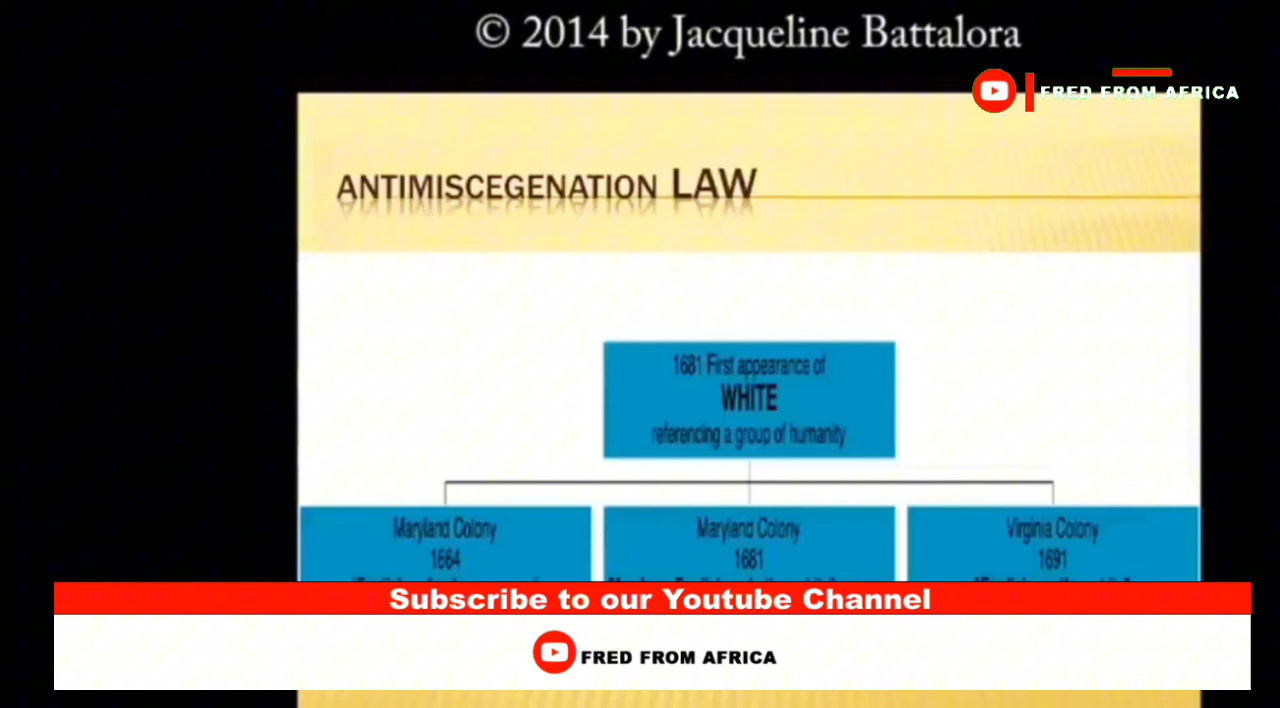 © 2014 by Jacqueline Battalora
FRED FROM AFRICA
ANTIMISCEGENATION LAW
1681 First appearance of
WHITE
referencing a group of humanity
Maryland Colony
1664
Maryland Colony
1681
Virginia Colony
1691
Subscribe to our Youtube Channel
FRED FROM AFRICA